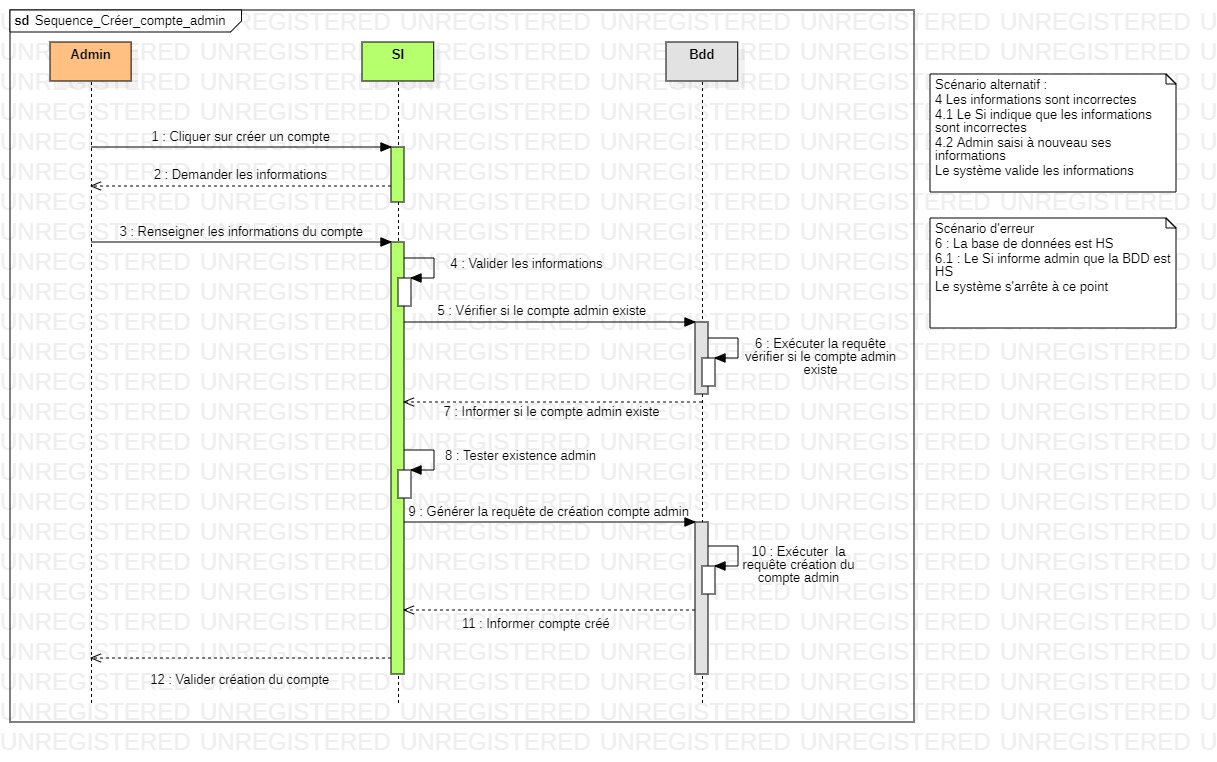 sd Sequence_Créer_compte_admin
Admin
SI
Bdd
1 : Cliquer sur créer un compte
2 : Demander les informations
3 : Renseigner les informations du compte
4 : Valider les informations
5 : Vérifier si le compte admin existe
6 : Exécuter la requête
vérifier si le compte admin
existe
7 : Informer si le compte admin existe
8 : Tester existence admin
9 : Générer la requête de création compte admin
10 : Exécuter la
requête création du
compte admin
11 : Informer compte créé
12 : Valider création du compte
Scénario alternatif :
4 Les informations sont incorrectes
4.1 Le Si indique que les informations
sont incorrectes
4.2 Admin saisi à nouveau ses
informations
Le système valide les informations
Scénario d'erreur
6 : La base de données est HS
6.1 : Le Si informe admin que la BDD est
HS
Le système s'arrête à ce point
UNREGISTERED